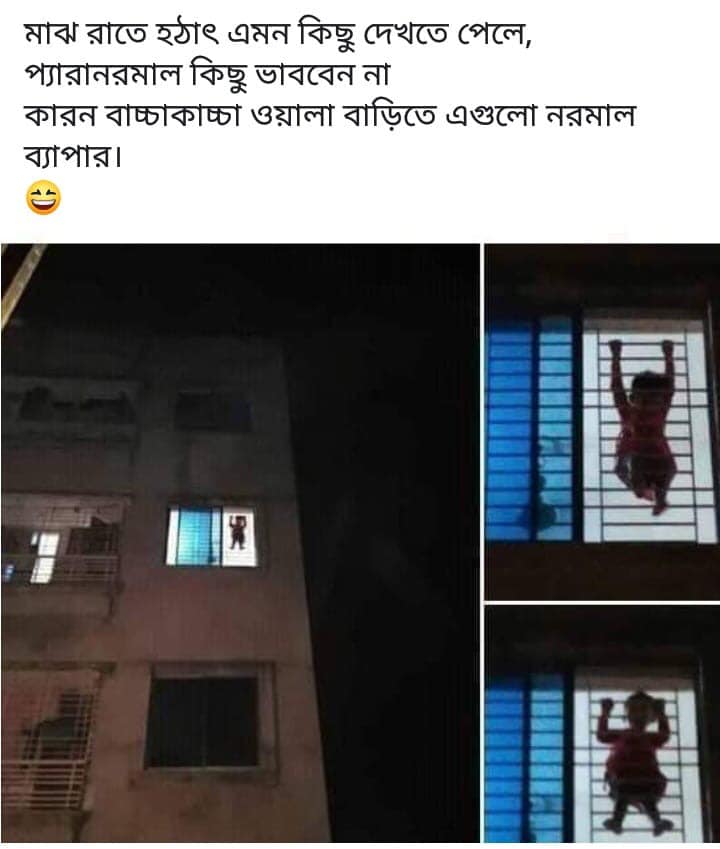 মাঝ রাতে হঠাৎ এমন কিছু দেখতে পেলে,
প্যারানরমাল কিছু ভাববেন না
কারন বাচ্চাকাচ্চা ওয়ালা বাড়িতে এগুলো নরমাল
ব্যাপার।
😆